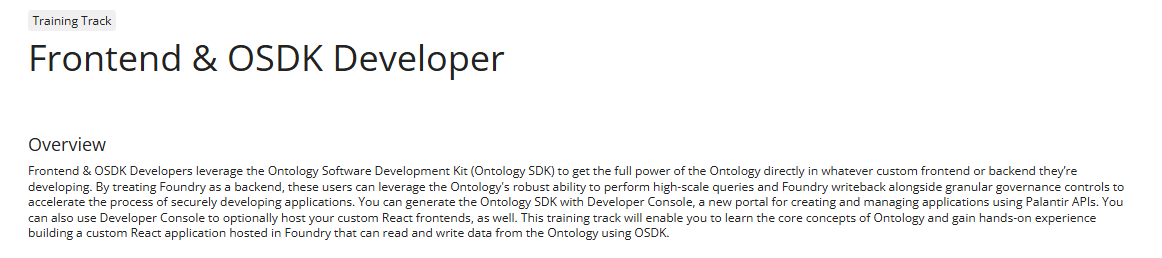 Training Track
Frontend & OSDK Developer
Overview
Frontend & OSDK Developers leverage the Ontology Software Development Kit (Ontology SDK) to get the full power of the Ontology directly in whatever custom frontend or backend they're
developing. By treating Foundry as a backend, these users can leverage the Ontology's robust ability to perform high-scale queries and Foundry writeback alongside granular governance controls to
accelerate the process of securely developing applications. You can generate the Ontology SDK with Developer Console, a new portal for creating and managing applications using Palantir APIs. You
can also use Developer Console to optionally host your custom React frontends, as well. This training track will enable you to learn the core concepts of Ontology and gain hands-on experience
building a custom React application hosted in Foundry that can read and write data from the Ontology using OSDK.